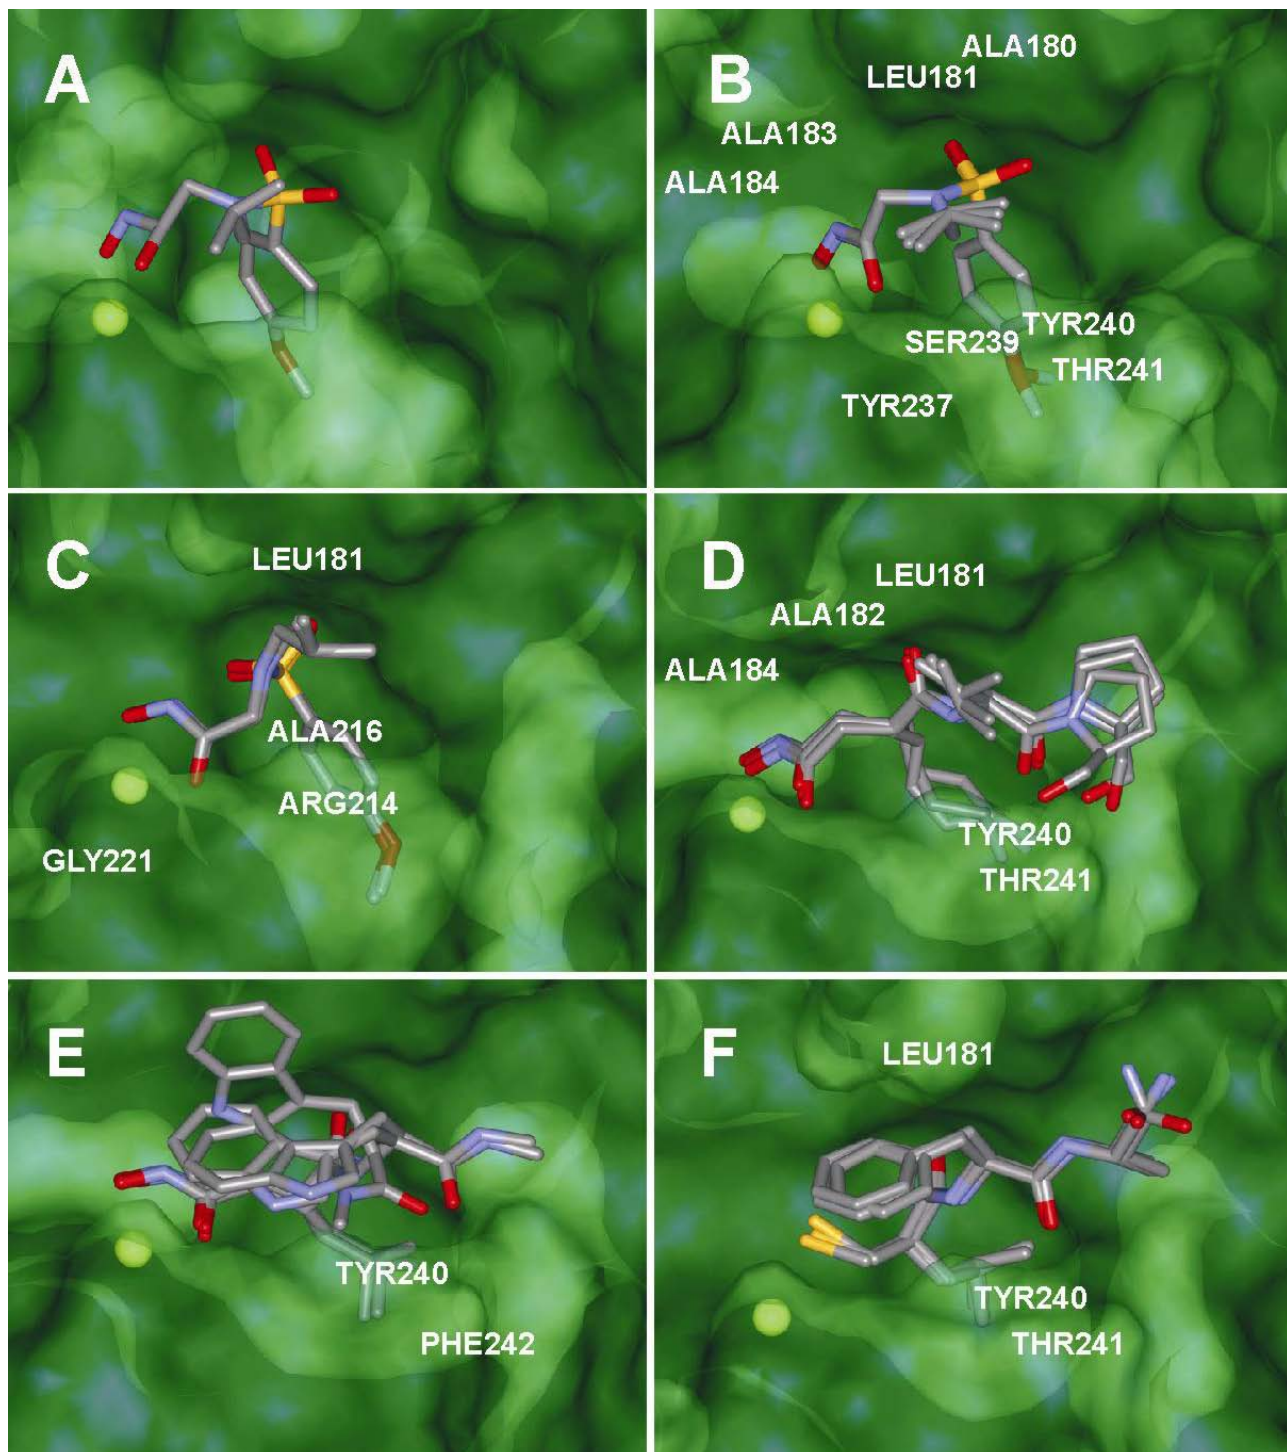 A
B
ALA180
LEU181
ALA183
ALA184
TYR240
SER239
THR241
TYR237
C
LEU181
ALA216
ARG214
GLY221
D
LEU181
ALA182
ALA184
TYR240
THR241
E
TYR240
PHE242
F
LEU181
TYR240
THR241